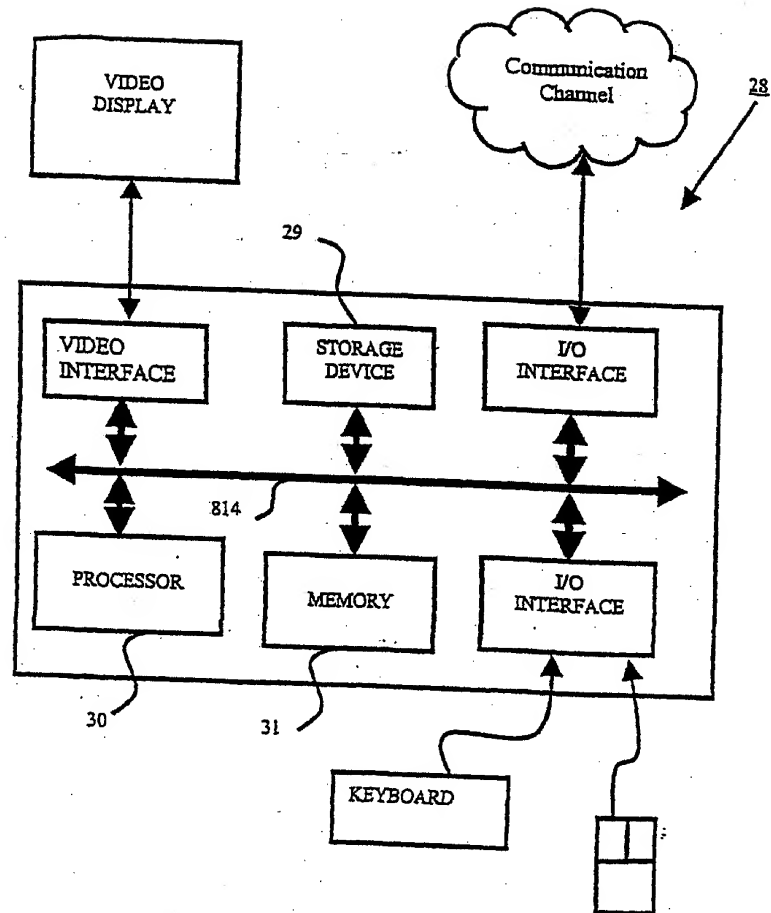 VIDEO
DISPLAY
Communication
Channel
28
29
VIDEO
INTERFACE
STORAGE
DEVICE
I/O
INTERFACE
814
PROCESSOR
MEMORY
I/O
INTERFACE
30
31
KEYBOARD